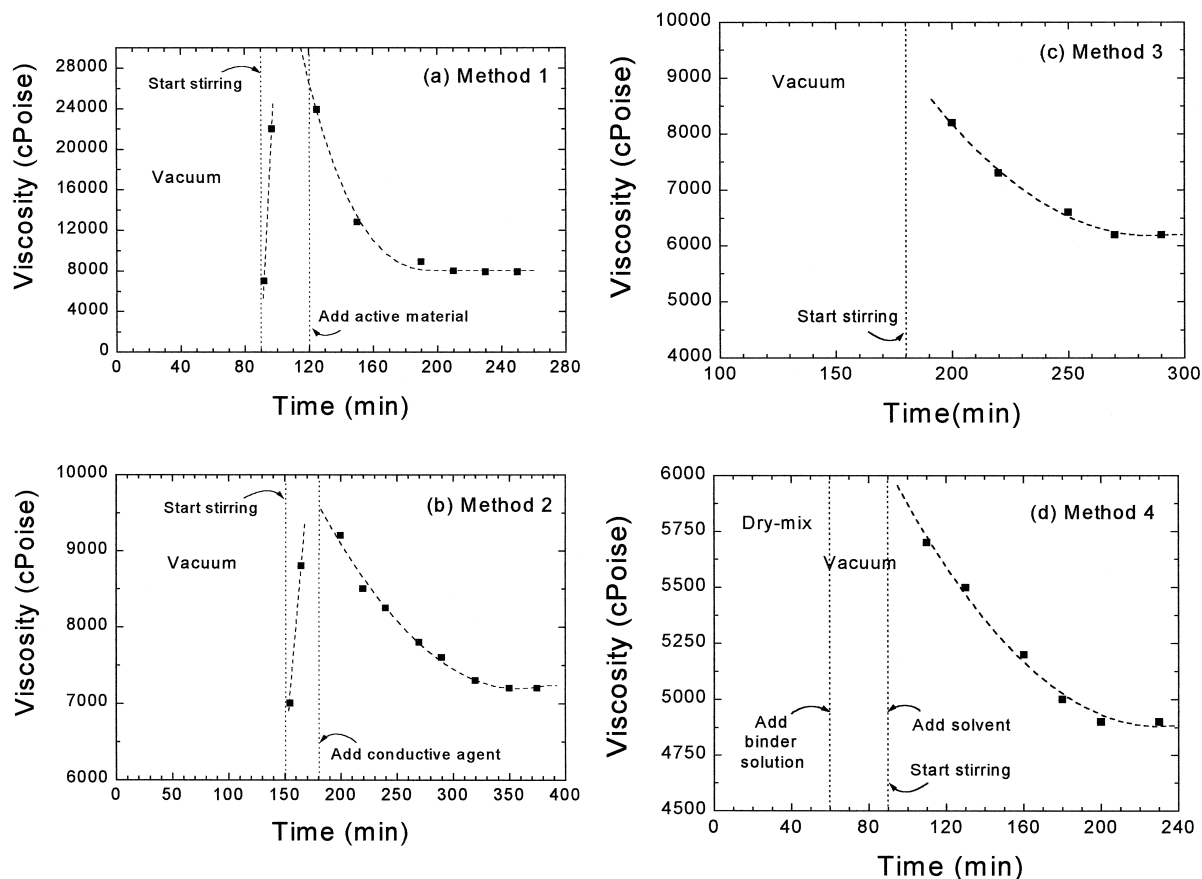 28000
24000
20000
16000
12000
8000
4000
0
Viscosity (cPoise)
Start stirring
(a) Method 1
Vacuum
Add active material
0 40 80 120 160 200 240 280
Time (min)
10000
9000
8000
7000
6000
5000
4000
Viscosity (cPoise)
(c) Method 3
Vacuum
Start stirring
100 150 200 250 300
Time(min)
10000
9000
8000
7000
6000
Viscosity (cPoise)
Start stirring
(b) Method 2
Vacuum
Add conductive agent
0 50 100 150 200 250 300 350 400
Time (min)
6000
5750
5500
5250
5000
4750
4500
Viscosity (cPoise)
Dry-mix
(d) Method 4
Vacuum
Add
binder
solution
Add solvent
Start stirring
0 40 80 120 160 200 240
Time (min)